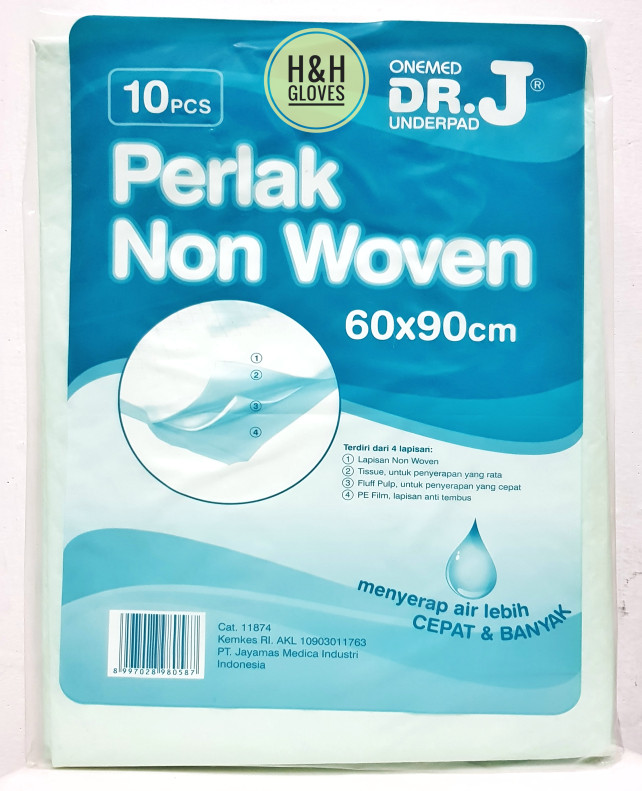 H&H
GLOVES
10PCS
ONEMED
DR.J®
UNDERPAD
Perlak
Non Woven
60x90cm
1
2
3
4
Terdiri dari 4 lapisan:
1 Lapisan Non Woven
2 Tissue, untuk penyerapan yang rata
3 Fluff Pulp, untuk penyerapan yang cepat
4 PE Film, lapisan anti tembus
menyerap air lebih
CEPAT & BANYAK
Cat. 11874
Kemkes RI. AKL 10903011763
PT. Jayamas Medica Industri
Indonesia
8 997028 980587